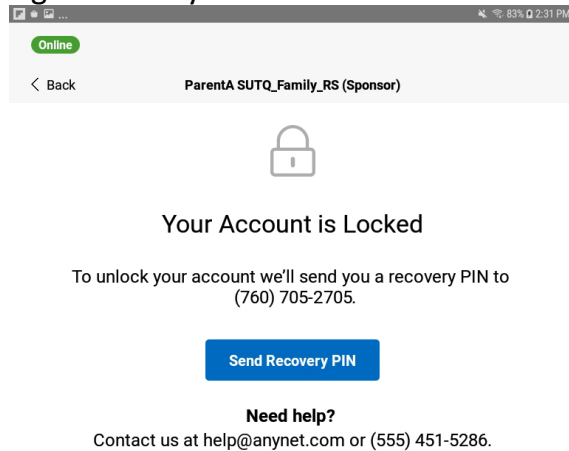 83% 2:31 PM
Online
Back
ParentA SUTQ_Family_RS (Sponsor)
Your Account is Locked
To unlock your account we’ll send you a recovery PIN to
(760) 705-2705.
Send Recovery PIN
Need help?
Contact us at help@anynet.com or (555) 451-5286.